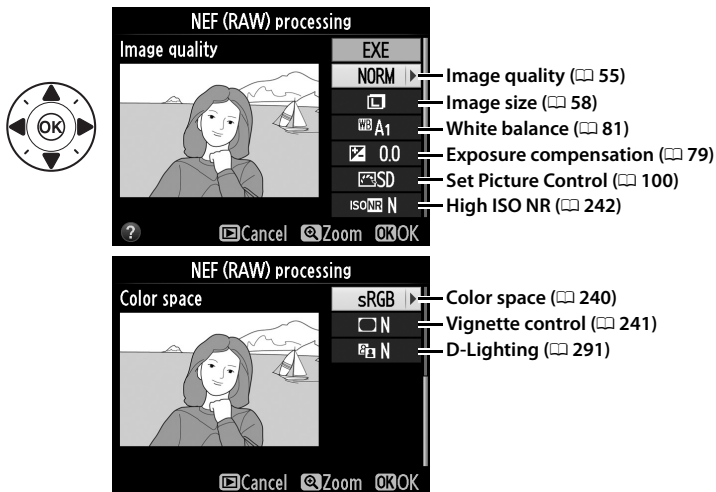 NEF (RAW) processing
Image quality
EXE
NORM
Image quality (55)
L
Image size (58)
WB A1
White balance (81)
OK
0.0
Exposure compensation (79)
SD
Set Picture Control (100)
ISO NR N
High ISO NR (242)
? Cancel Zoom OK OK
NEF (RAW) processing
Color space
sRGB
Color space (240)
N
Vignette control (241)
N
D-Lighting (291)
Cancel Zoom OK OK